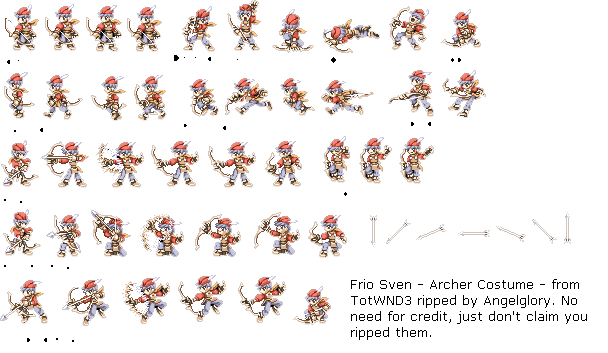 Frio Sven - Archer Costume - from
TotWND3 ripped by Angelglory. No
need for credit, just don't claim you
ripped them.